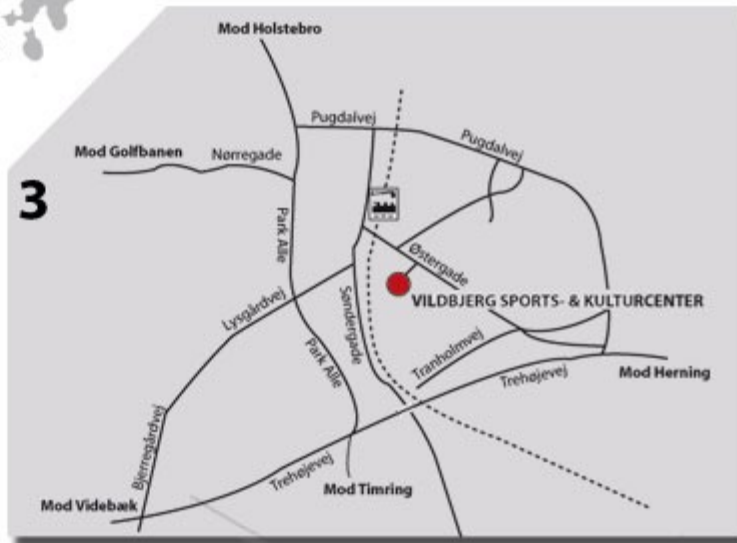 Mod Holstebro
Pugdalvej
Pugdalvej
Mod Golfbanen
Nørregade
3
Park Alle
Østergade
VILDBJERG SPORTS- & KULTURCENTER
Lysgårdvej
Søndergade
Park Alle
Tranholmvej
Trehøjevej
Mod Herning
Bjerregårdvej
Trehøjevej
Mod Timring
Mod Videbæk